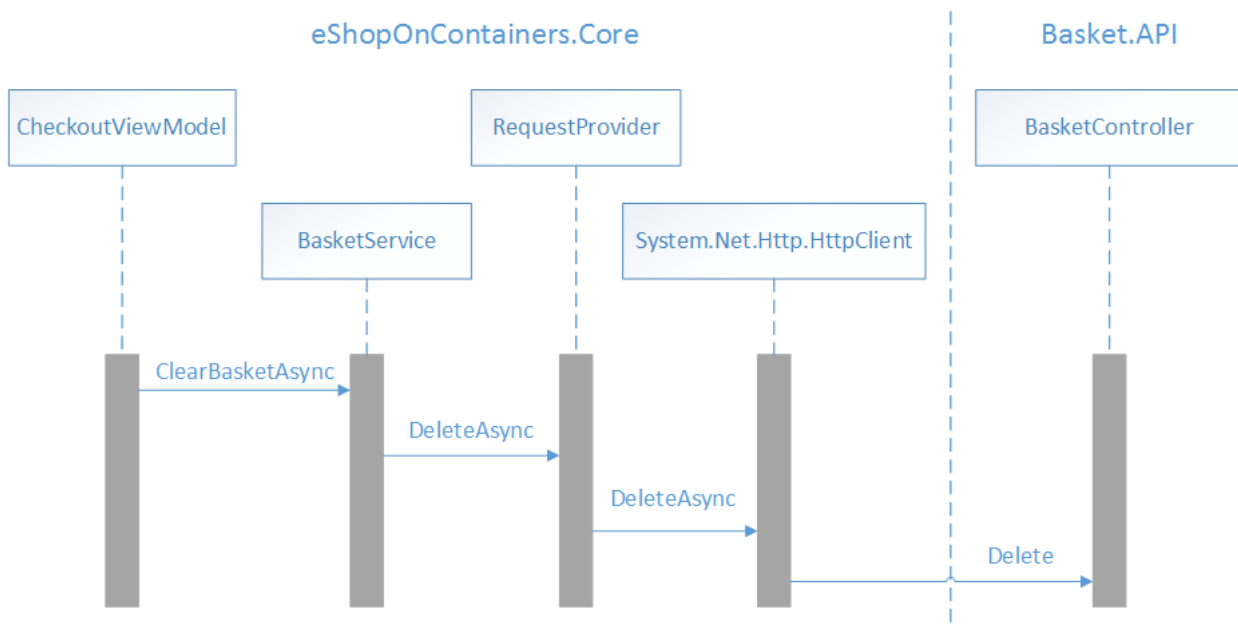 eShopOnContainers.Core
Basket.API
CheckoutViewModel
RequestProvider
BasketController
BasketService
System.Net.Http.HttpClient
ClearBasketAsync
DeleteAsync
DeleteAsync
Delete